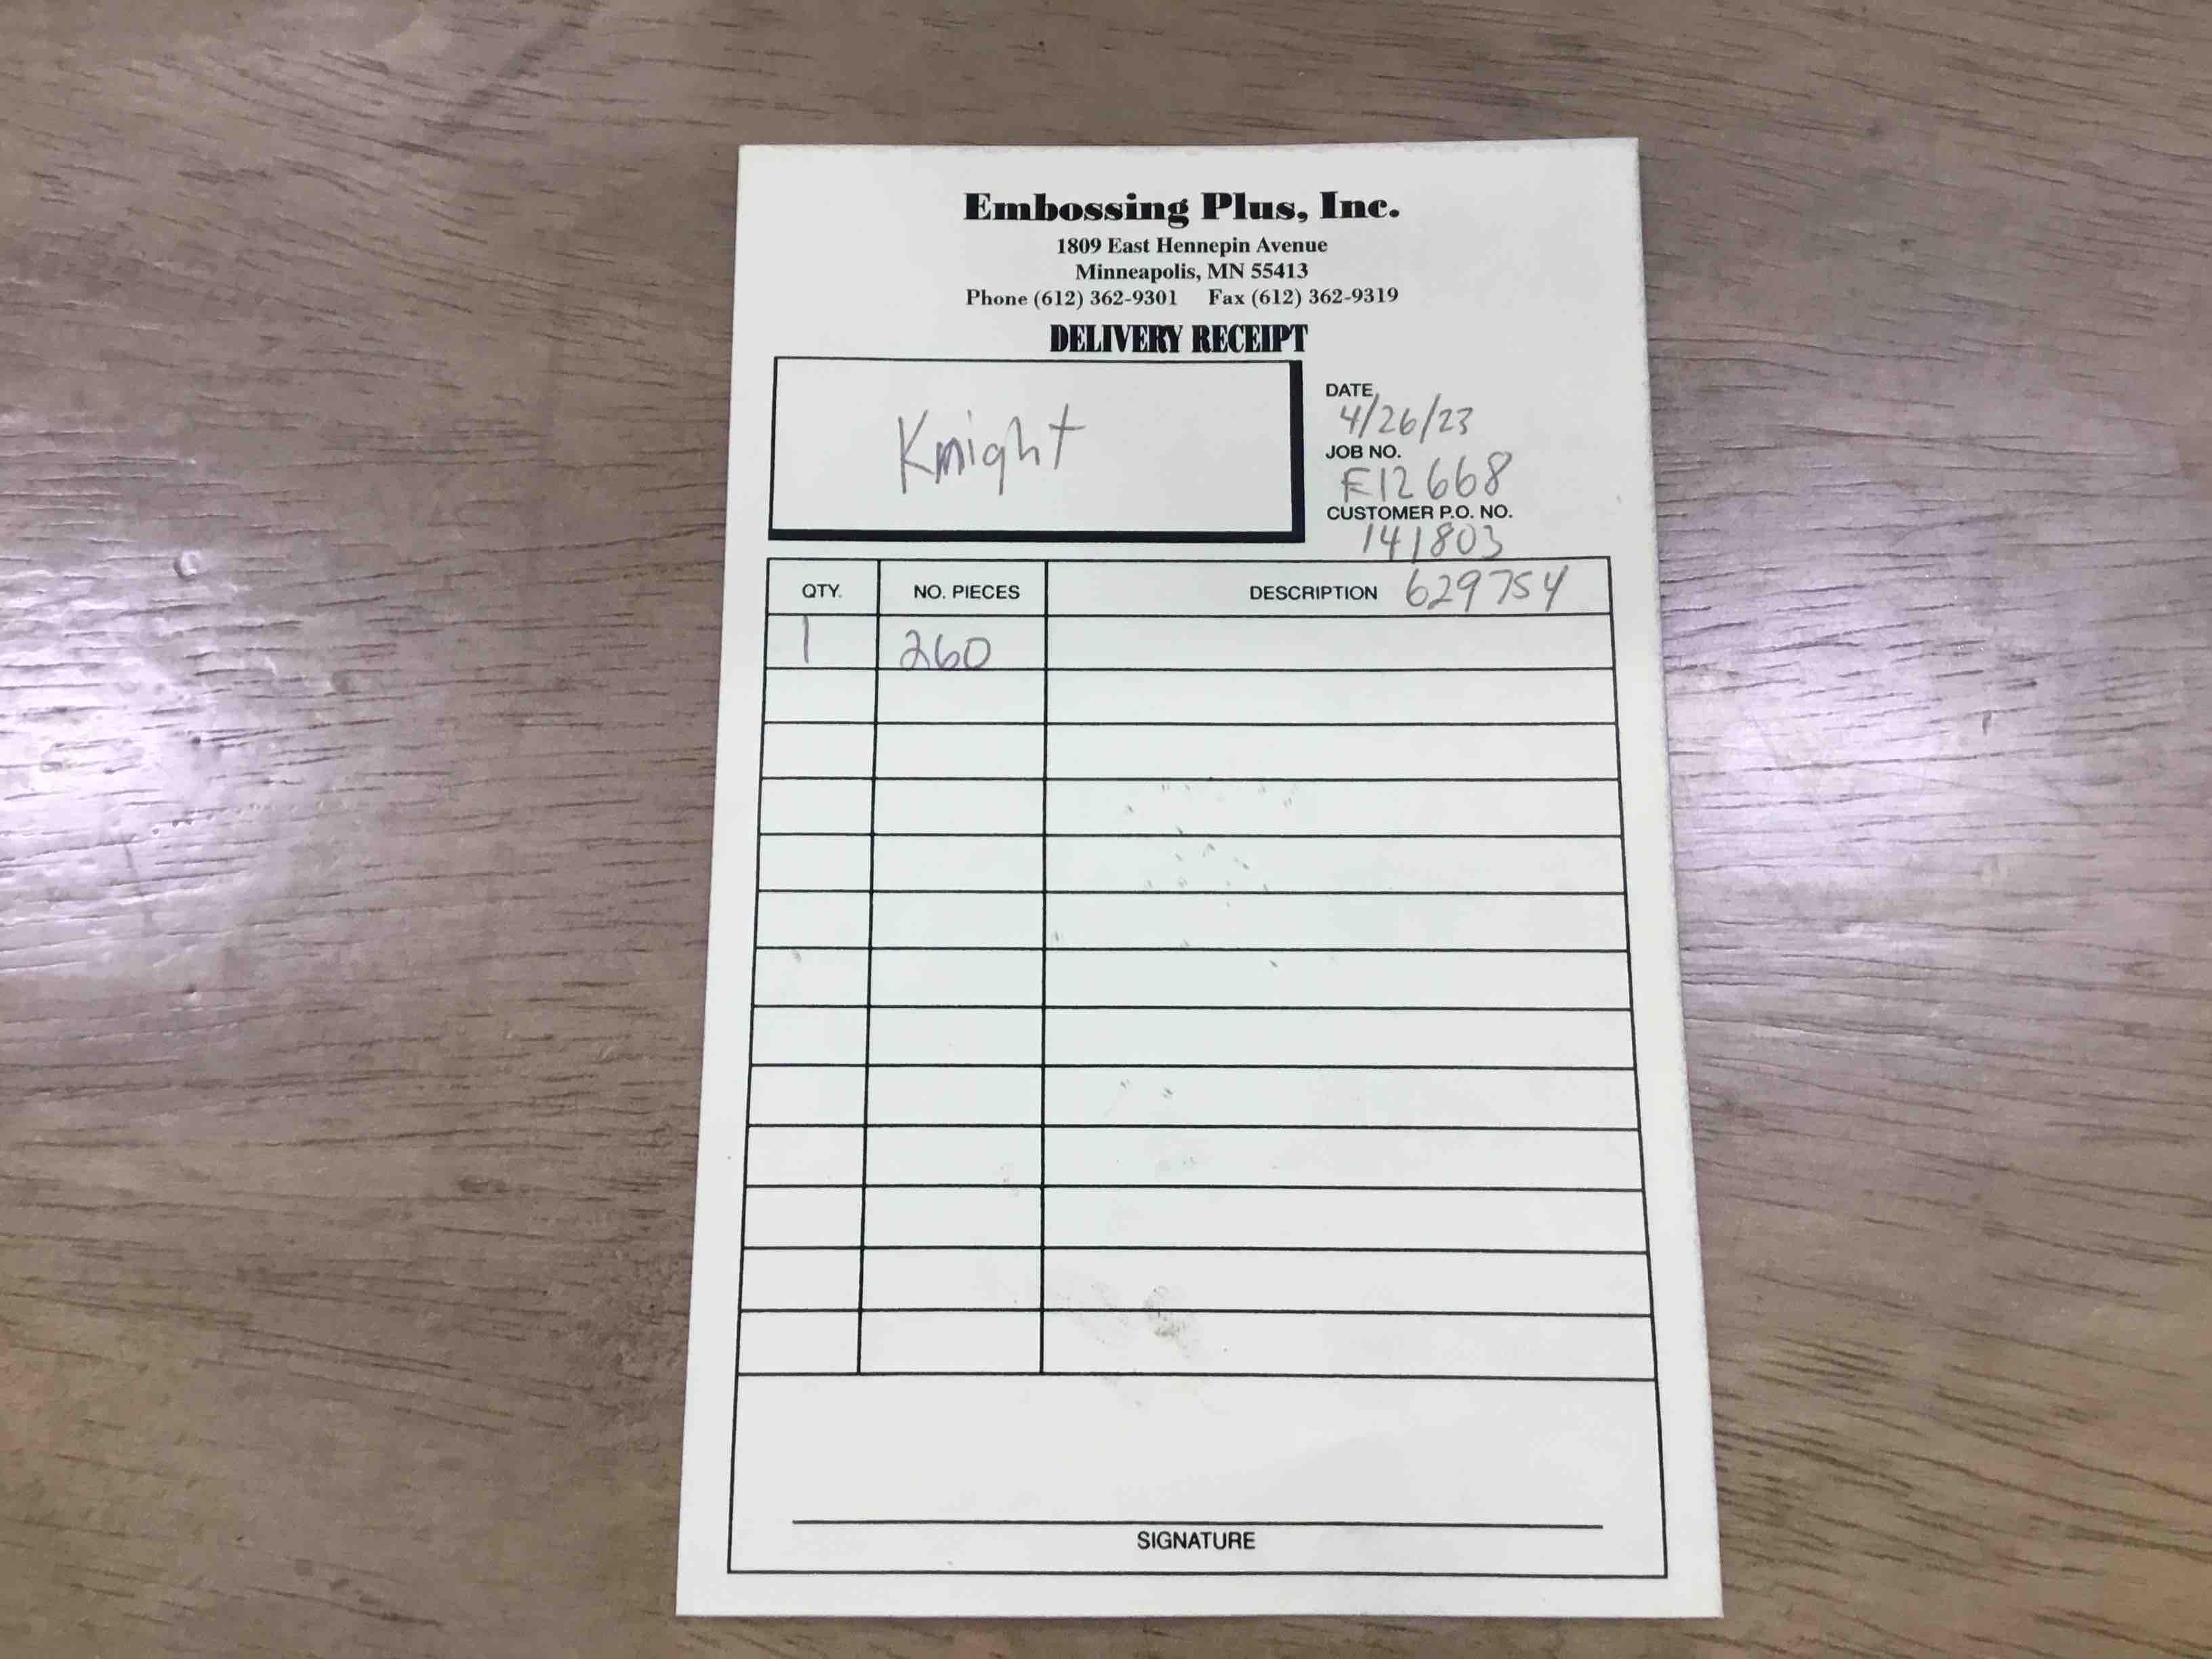 Embossing Plus, Inc.
1809 East Hennepin Avenue
Minneapolis, MN 55413
Phone (612) 362-9301 Fax (612) 362-9319
DELIVERY RECEIPT
Knight
DATE
4/26/23
JOB NO.
E12668
CUSTOMER P.O. NO.
141803
QTY. NO. PIECES DESCRIPTION 629754
1 260
SIGNATURE